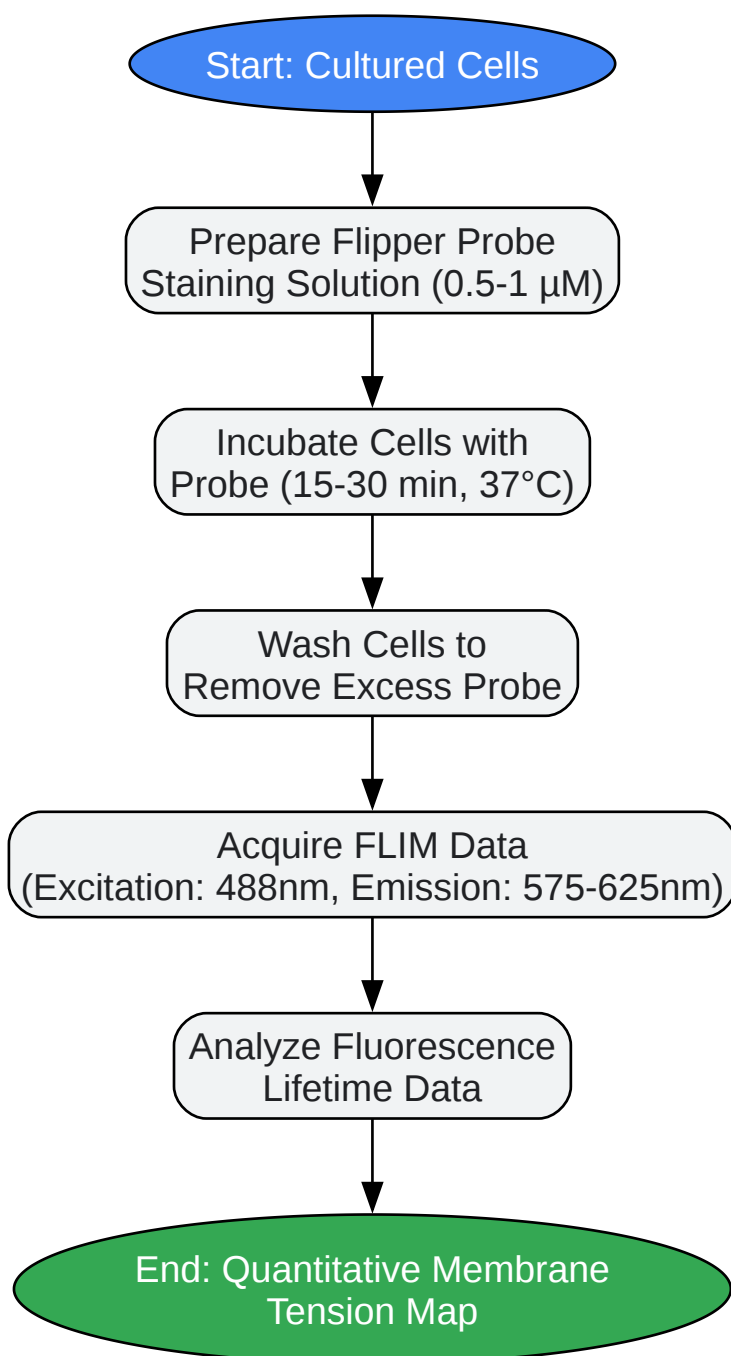 Start: Cultured Cells
Prepare Flipper Probe
Staining Solution (0.5-1 µM)
Incubate Cells with
Probe (15-30 min, 37°C)
Wash Cells to
Remove Excess Probe
Acquire FLIM Data
(Excitation: 488nm, Emission: 575-625nm)
Analyze Fluorescence
Lifetime Data
End: Quantitative Membrane
Tension Map